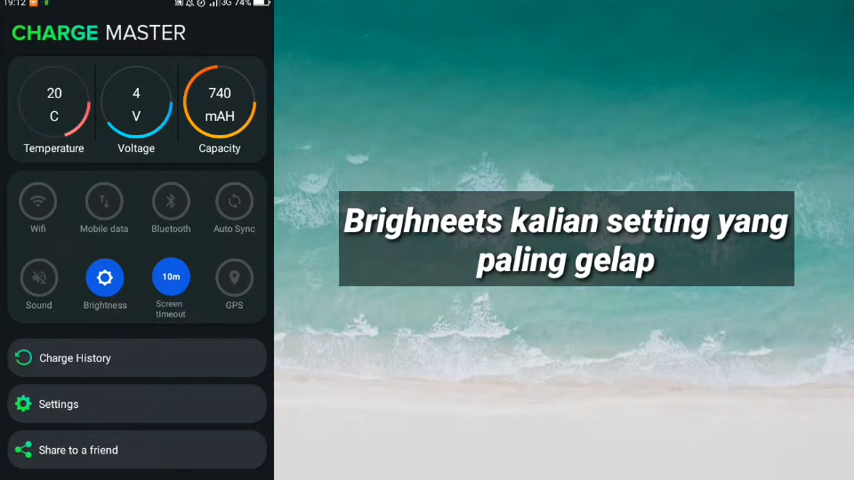 19:12 3G 74%
CHARGE MASTER
20 C
4 V
740 mAH
Temperature
Voltage
Capacity
Wifi
Mobile data
Bluetooth
Auto Sync
10m
Sound
Brightness
Screen
timeout
GPS
Charge History
Settings
Share to a friend
Brighneets kalian setting yang
paling gelap